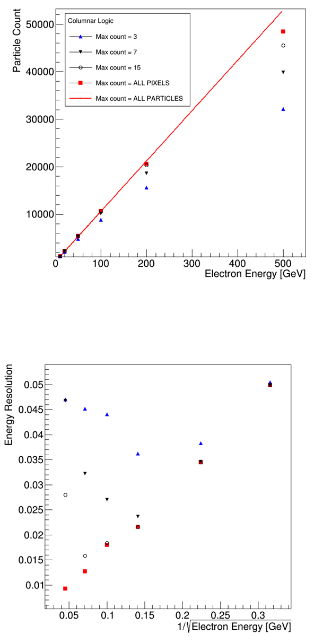 Particle Count
50000
40000
30000
20000
10000
Columnar Logic
Max count = 3
Max count = 7
Max count = 15
Max count = ALL PIXELS
Max count = ALL PARTICLES
0 100 200 300 400 500
Electron Energy [GeV]
Energy Resolution
0.05
0.045
0.04
0.035
0.03
0.025
0.02
0.015
0.01
0.05 0.1 0.15 0.2 0.25 0.3
1/√Electron Energy [GeV]